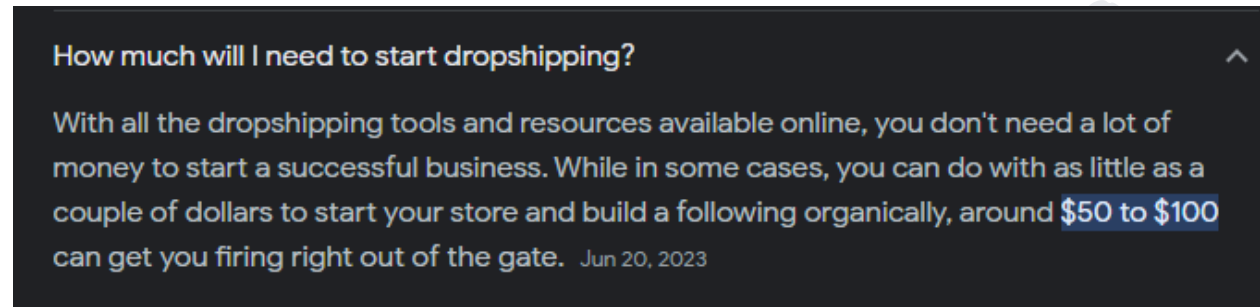 How much will I need to start dropshipping?
With all the dropshipping tools and resources available online, you don't need a lot of
money to start a successful business. While in some cases, you can do with as little as a
couple of dollars to start your store and build a following organically, around $50 to $100
can get you firing right out of the gate. Jun 20, 2023